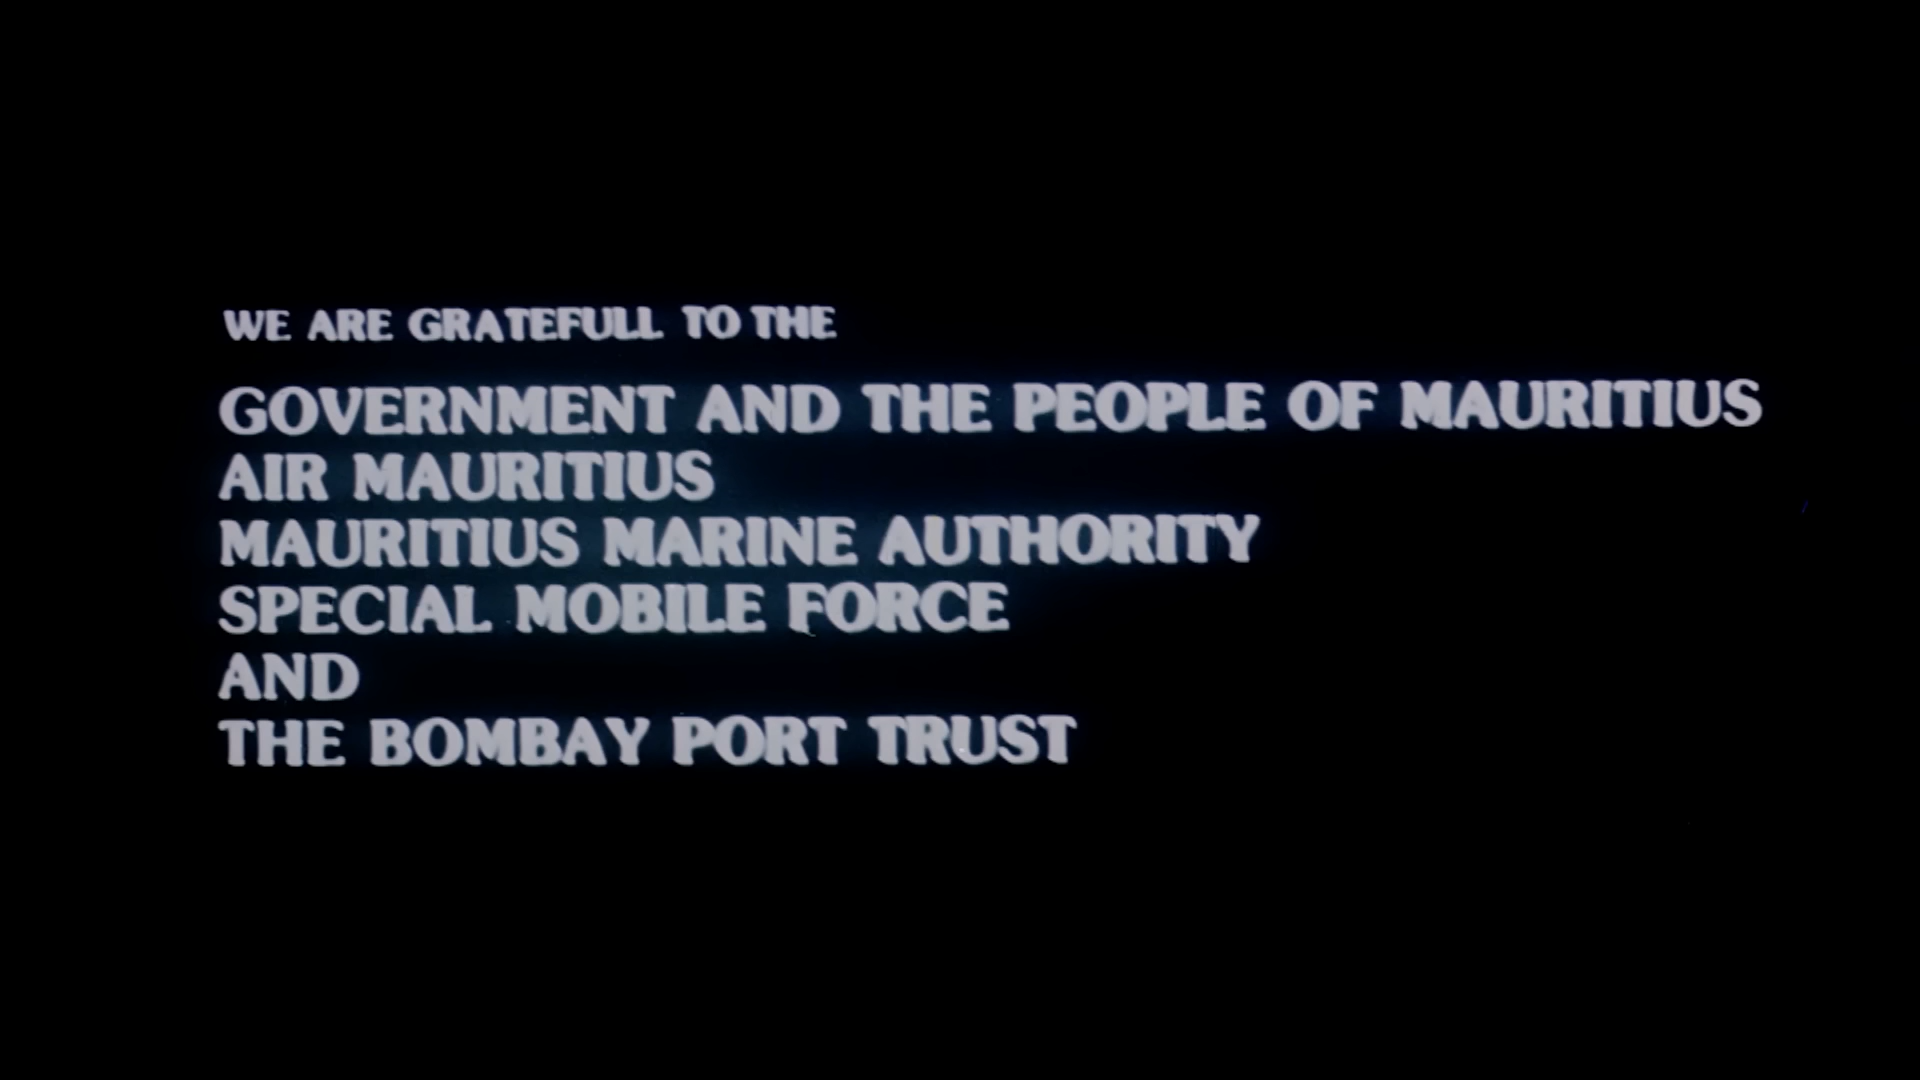 WE ARE GRATEFULL TO THE
GOVERNMENT AND THE PEOPLE OF MAURITIUS
AIR MAURITIUS
MAURITIUS MARINE AUTHORITY
SPECIAL MOBILE FORCE
AND
THE BOMBAY PORT TRUST